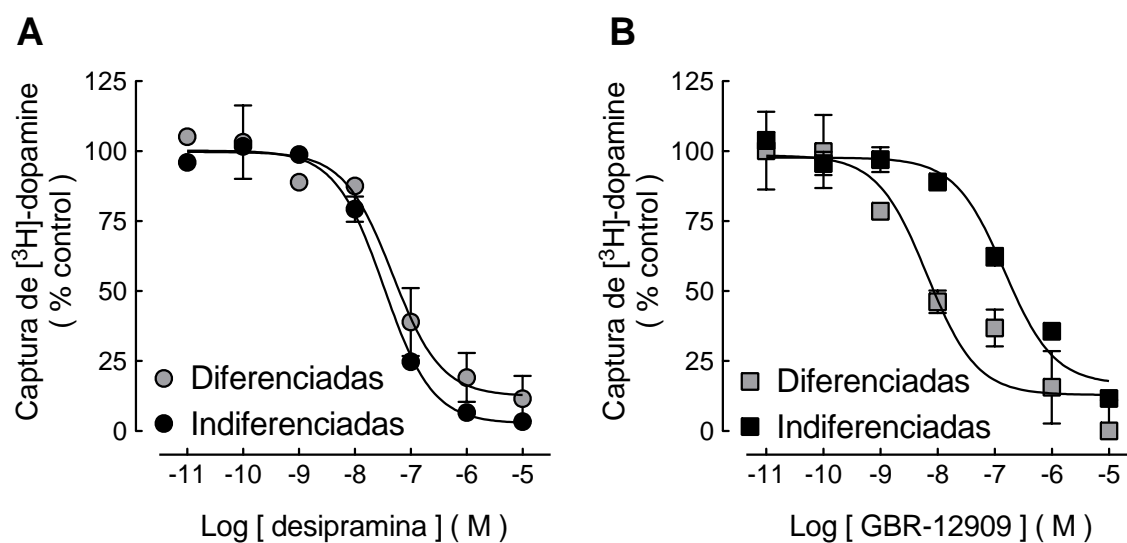 A
Captura de [³H]-dopamine
( % control )
125
100
75
50
25
0
Diferenciadas
Indiferenciadas
-11 -10 -9 -8 -7 -6 -5
Log [ desipramina ] ( M )
B
Captura de [³H]-dopamine
( % control )
125
100
75
50
25
0
Diferenciadas
Indiferenciadas
-11 -10 -9 -8 -7 -6 -5
Log [ GBR-12909 ] ( M )